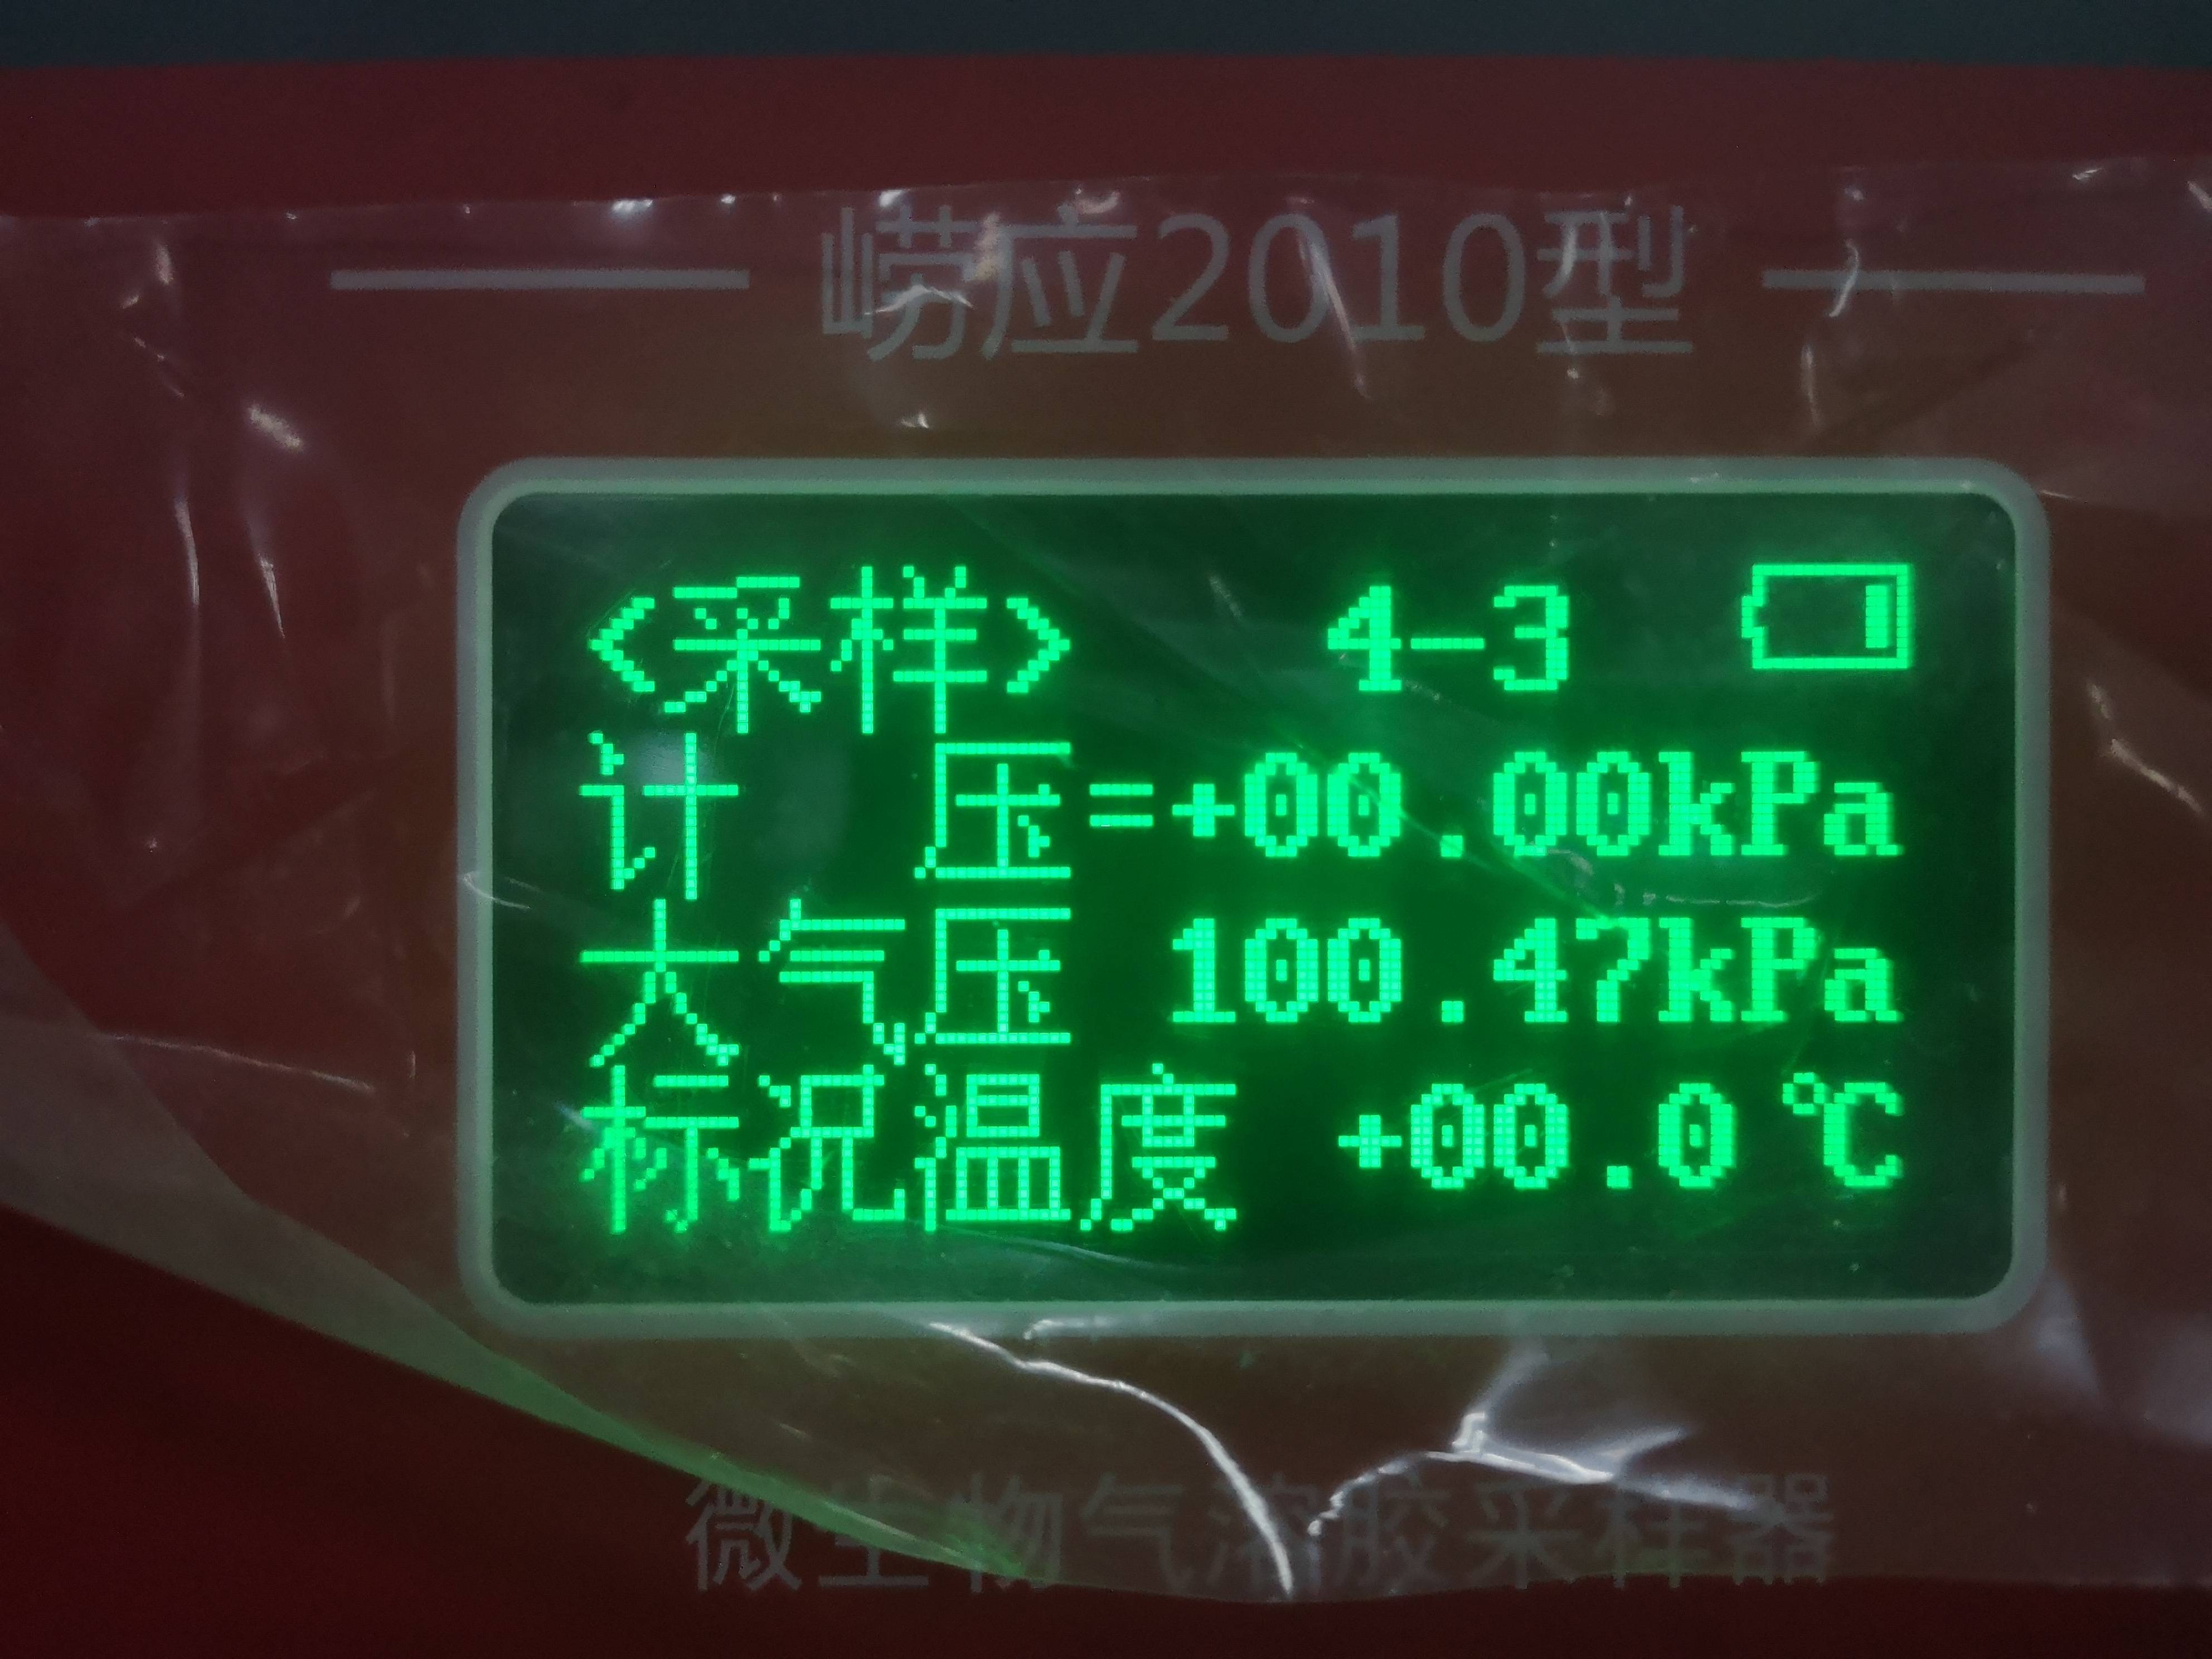 崂应2010型
<采样> 4-3
计 压=+00.00kPa
大气压 100.47kPa
标况温度 +00.0℃
微生物气溶胶采样器